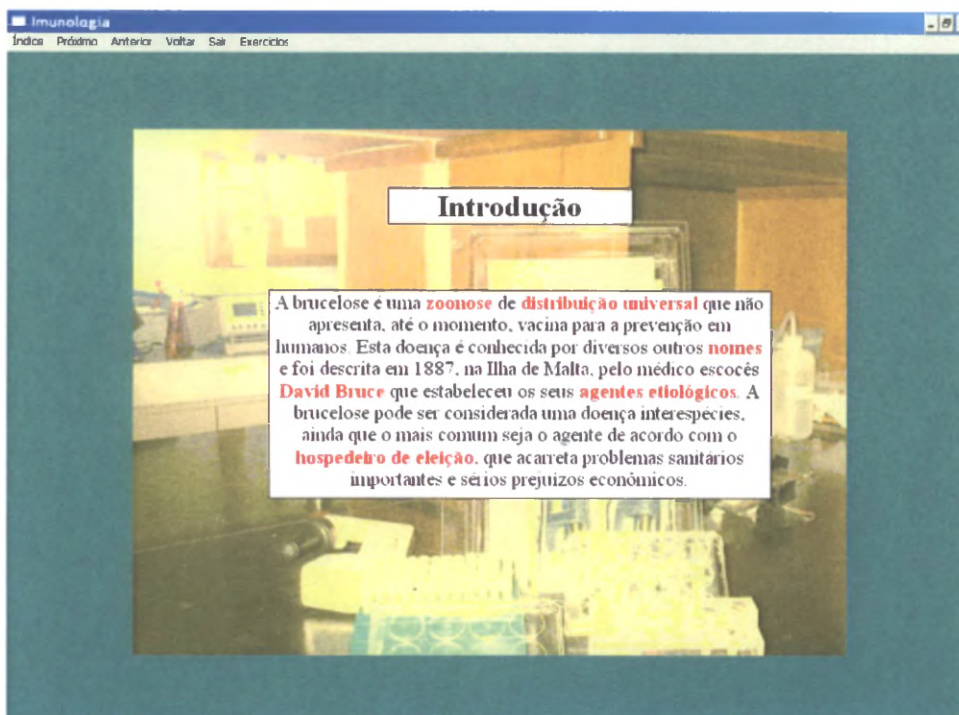 Imunologia
Índice Próximo Anterior Voltar Sair Exercícios
Introdução
A brucelose é uma zoonose de distribuição universal que não
apresenta, até o momento, vacina para a prevenção em
humanos. Esta doença é conhecida por diversos outros nomes
e foi descrita em 1887, na Ilha de Malta, pelo médico escocês
David Bruce que estabeleceu os seus agentes etiológicos. A
brucelose pode ser considerada uma doença interespécies,
ainda que o mais comum seja o agente de acordo com o
hospedeiro de eleição, que acarreta problemas sanitários
importantes e sérios prejuizos econômicos.